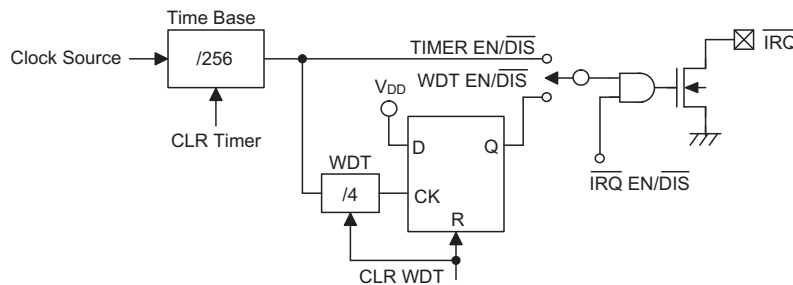 Time Base
Clock Source
/256
TIMER EN/DIS
IRQ
WDT EN/DIS
VDD
CLR Timer
D
Q
WDT
/4
CK
IRQ EN/DIS
R
CLR WDT